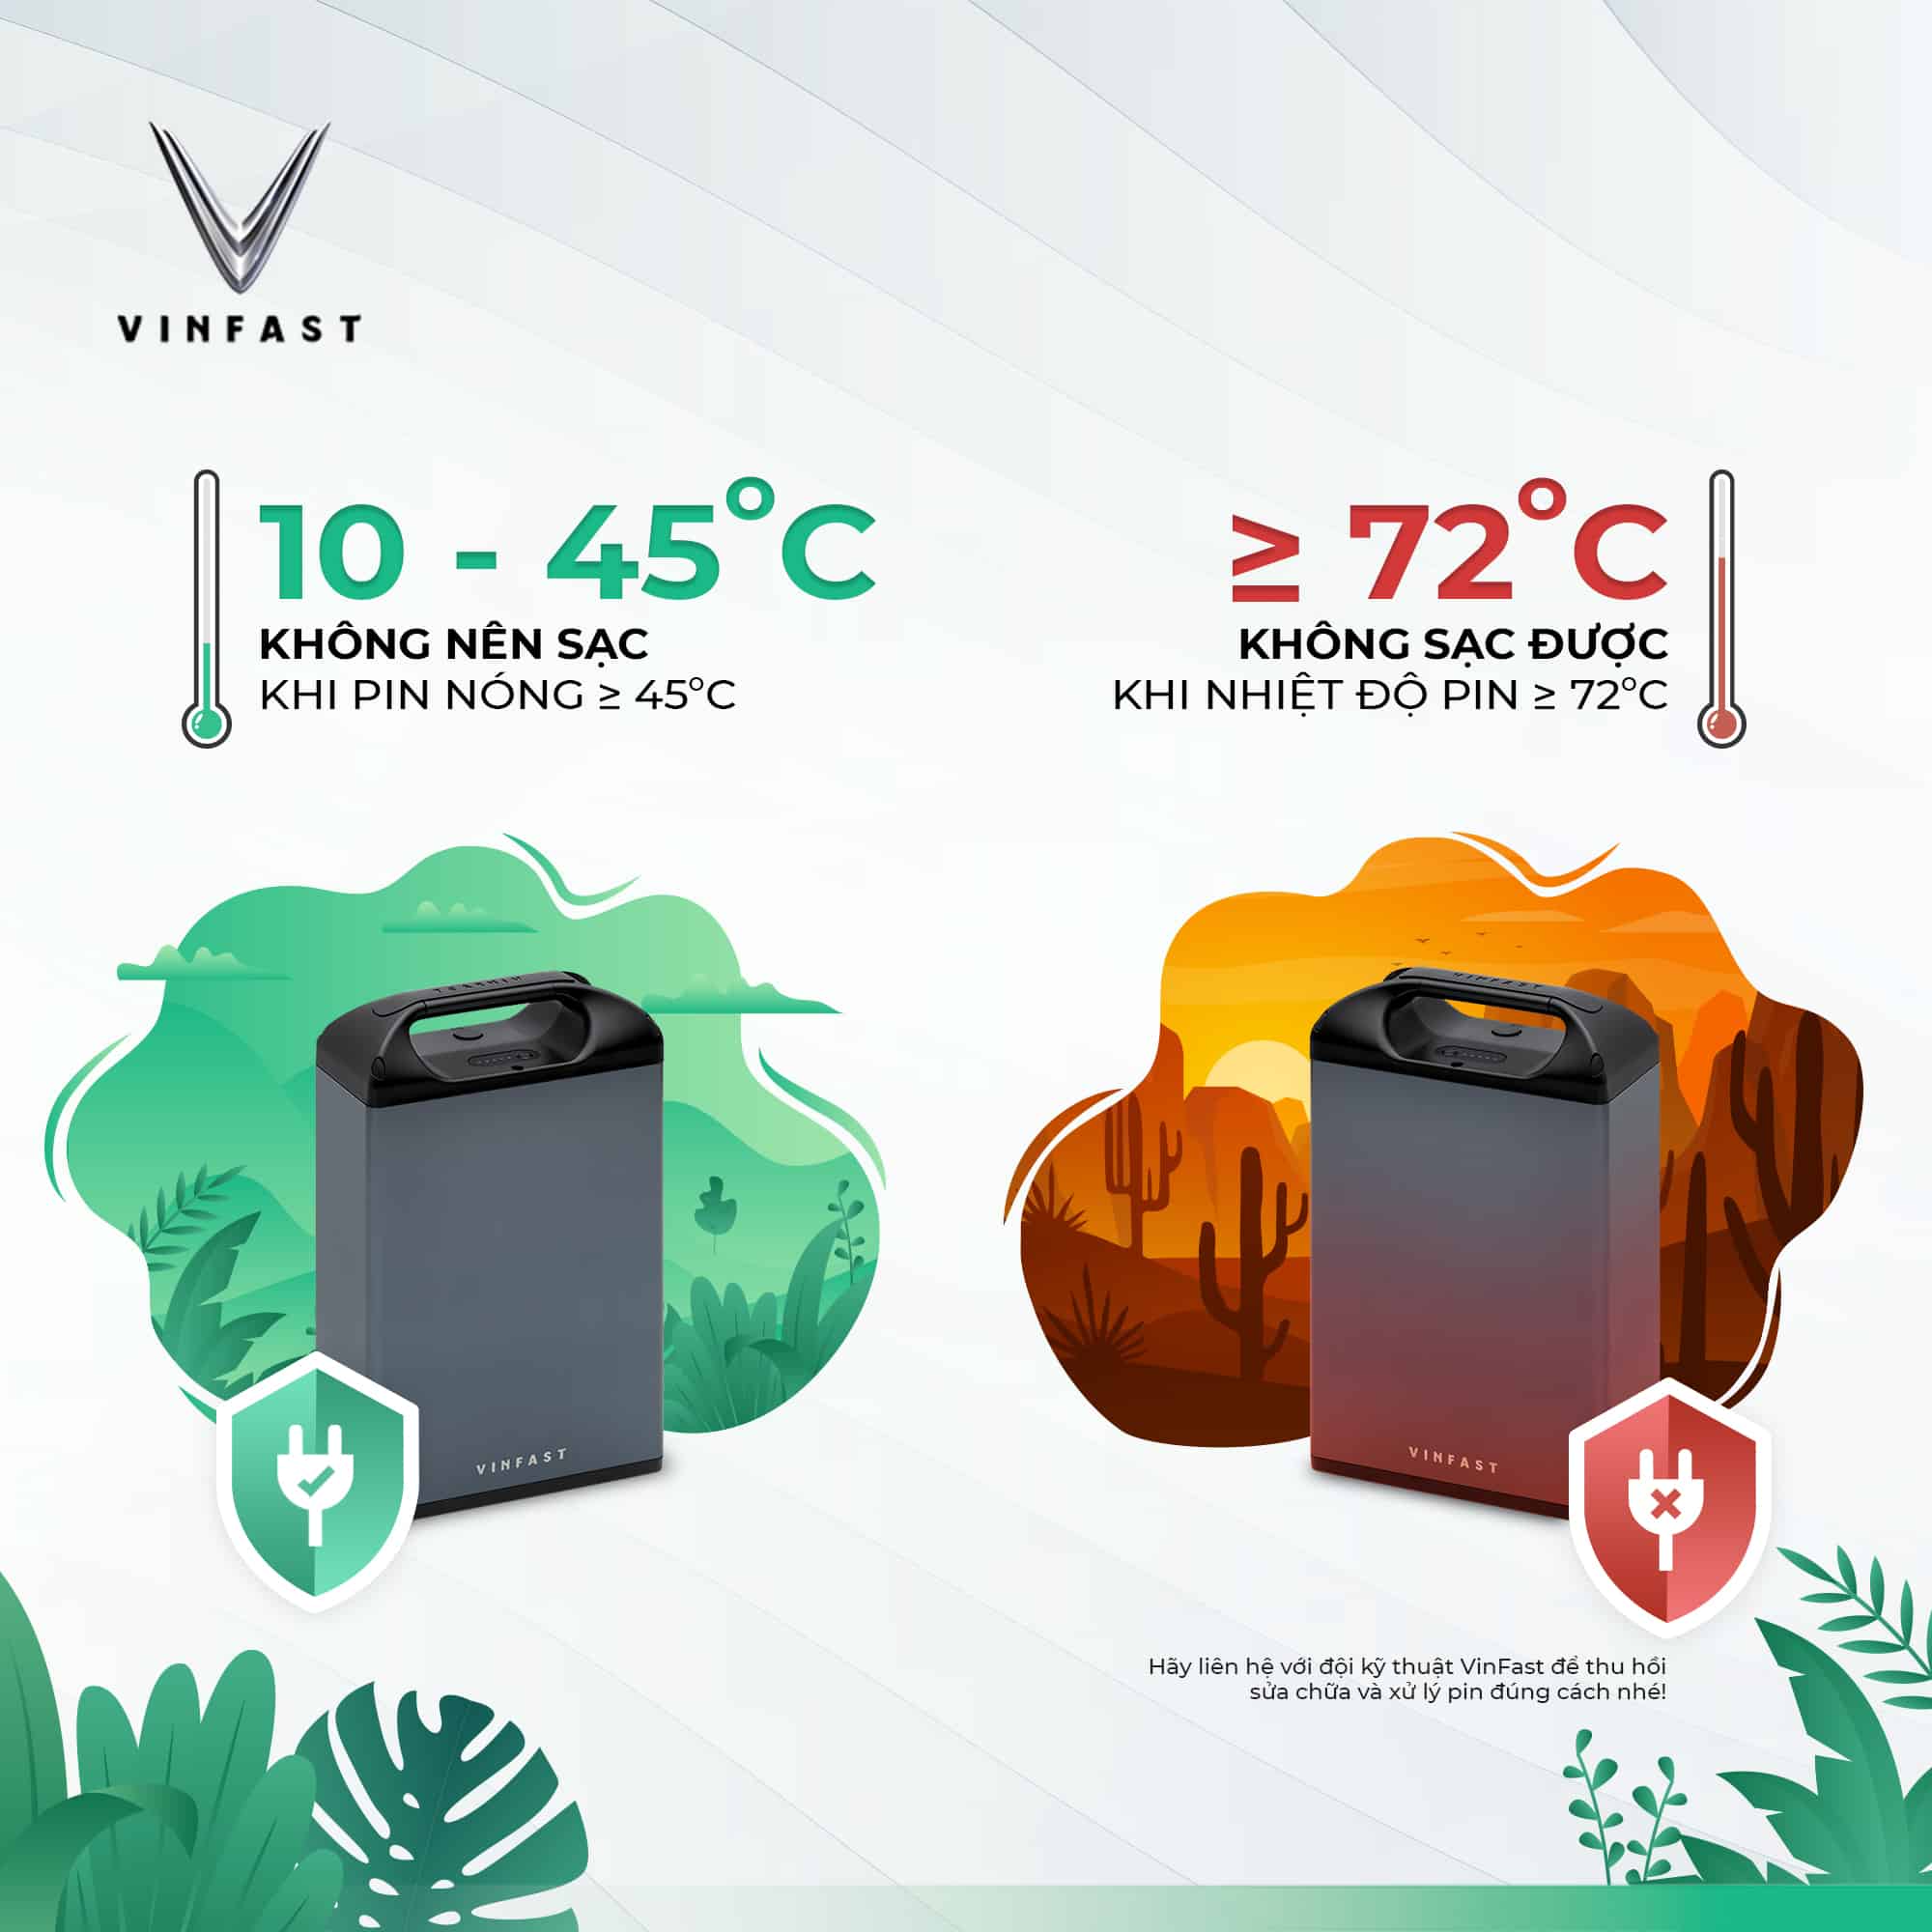 VINFAST
10 - 45°C
KHÔNG NÊN SẠC
KHI PIN NÓNG ≥ 45°C
≥ 72°C
KHÔNG SẠC ĐƯỢC
KHI NHIỆT ĐỘ PIN ≥ 72°C
VINFAST
VINFAST
VINFAST
VINFAST
Hãy liên hệ với đội kỹ thuật VinFast để thu hồi
sửa chữa và xử lý pin đúng cách nhé!